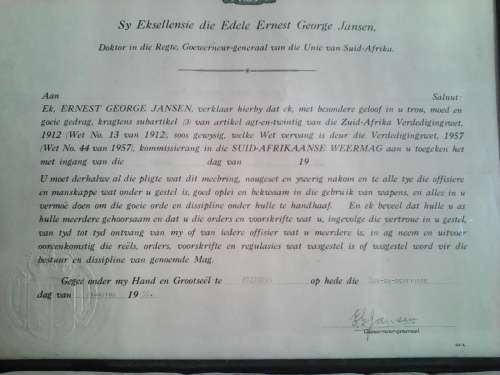 Sy Eksellensie die Edele Ernest George Jansen,
Doktor in die Regte, Goewerneur-generaal van die Unie van Suid-Afrika.
Aan Saluut:
Ek, ERNEST GEORGE JANSEN, verklaar hierby dat ek, met besondere geloof in u trou, moed en
goeie gedrag, kragtens subartikel (3) van artikel agt-en-twintig van die Zuid-Afrika Verdedigingwet,
1912 (Wet No. 13 van 1912), soos gewysig, welke Wet vervang is deur die Verdedigingwet, 1957
(Wet No. 44 van 1957), kommissierang in die SUID-AFRIKAANSE WEERMAG aan u toegeken het
met ingang van die dag van 19
U moet derhalwe al die pligte wat dit meebring, nougeset en ywerig nakom en te alle tye die offisiere
en manskappe wat onder u gestel is, goed oplei en bekwaam in die gebruik van wapens, en alles in u
vermoë doen om die goeie orde en dissipline onder hulle te handhaaf. En ek beveel dat hulle u as
hulle meerdere gehoorsaam en dat u die orders en voorskrifte wat u, ingevolge die vertroue in u gestel,
van tyd tot tyd ontvang van my of van iedere offisier wat u meerdere is, in ag neem en uitvoer
ooreenkomstig die reëls, orders, voorskrifte en regulasies wat vasgestel is of vasgestel word vir die
bestuur en dissipline van genoemde Mag.
Gegee onder my Hand en Grootseël te op hede die
dag van 19
EG Jansen
Goewerneur-generaal